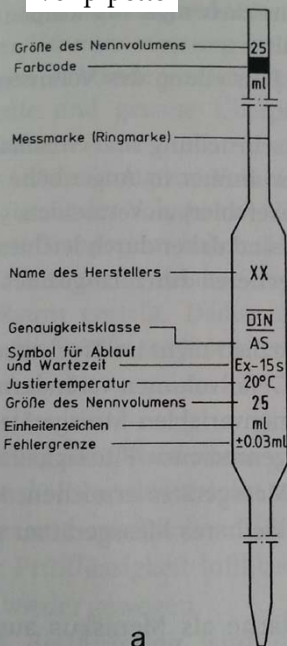 Größe des Nennvolumens
25
Farbcode
ml
Messmarke (Ringmarke)
Name des Herstellers
XX
DIN
Genauigkeitsklasse
AS
Symbol für Ablauf
und Wartezeit
Ex-15s
Justiertemperatur
20°C
Größe des Nennvolumens
25
Einheitenzeichen
ml
Fehlergrenze
±0.03ml
a